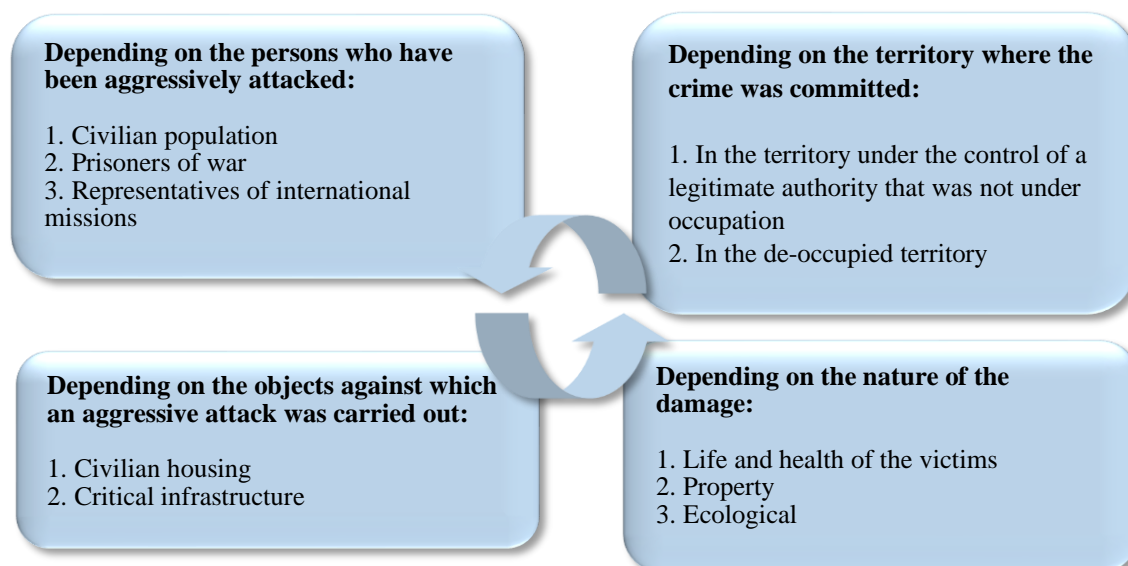 Depending on the persons who have
been aggressively attacked:
1. Civilian population
2. Prisoners of war
3. Representatives of international
missions
Depending on the territory where the
crime was committed:
1. In the territory under the control of a
legitimate authority that was not under
occupation
2. In the de-occupied territory
Depending on the objects against which
an aggressive attack was carried out:
1. Civilian housing
2. Critical infrastructure
Depending on the nature of the
damage:
1. Life and health of the victims
2. Property
3. Ecological